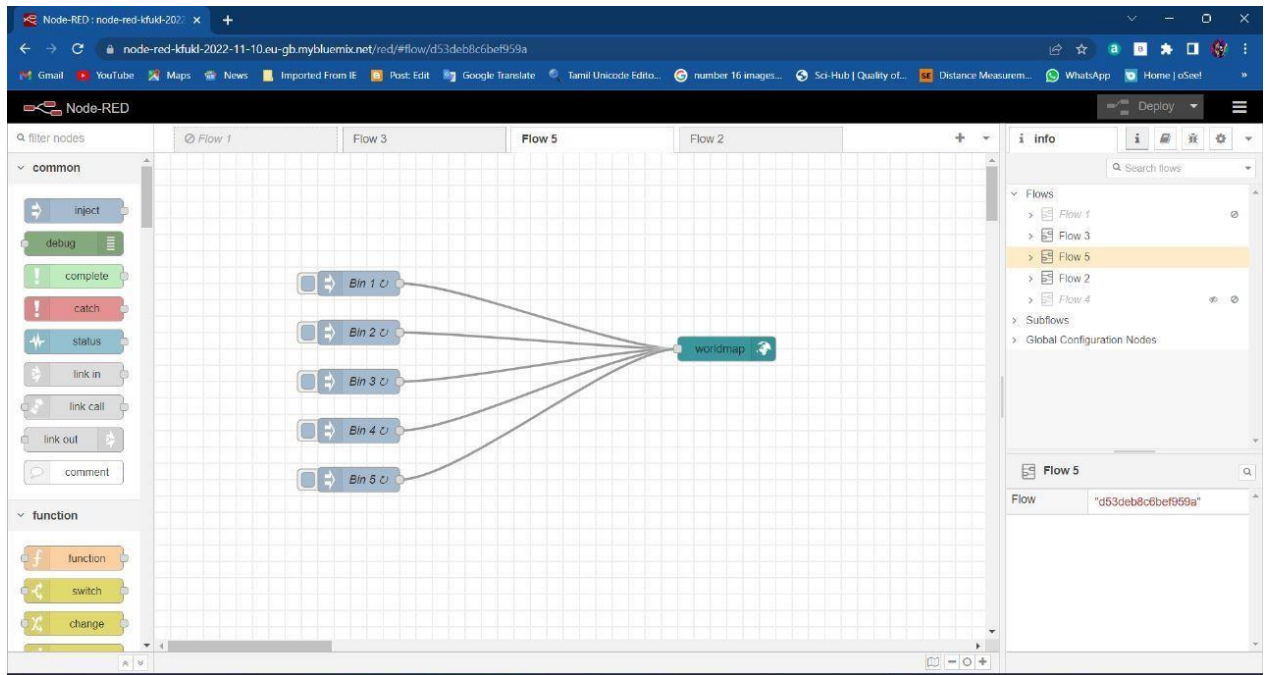 Node-RED : node-red-kfukl-2022
node-red-kfukl-2022-11-10.eu-gb.mybluemix.net/red/#flow/d53deb8c6bef959a
Gmail YouTube Maps News Imported From IE Post: Edit Google Translate Tamil Unicode Edito... number 16 images... Sci-Hub | Quality of... Distance Measurem... WhatsApp Home | oSee!
Node-RED Deploy
filter nodes Flow 1 Flow 3 Flow 5 Flow 2 info
common
Search flows
inject
debug
complete
catch
status
link in
link call
link out
comment
function
function
switch
change
Bin 1
Bin 2
Bin 3
Bin 4
Bin 5
worldmap
Flows
Flow 1
Flow 3
Flow 5
Flow 2
Flow 4
Subflows
Global Configuration Nodes
Flow 5
Flow "d53deb8c6bef959a"